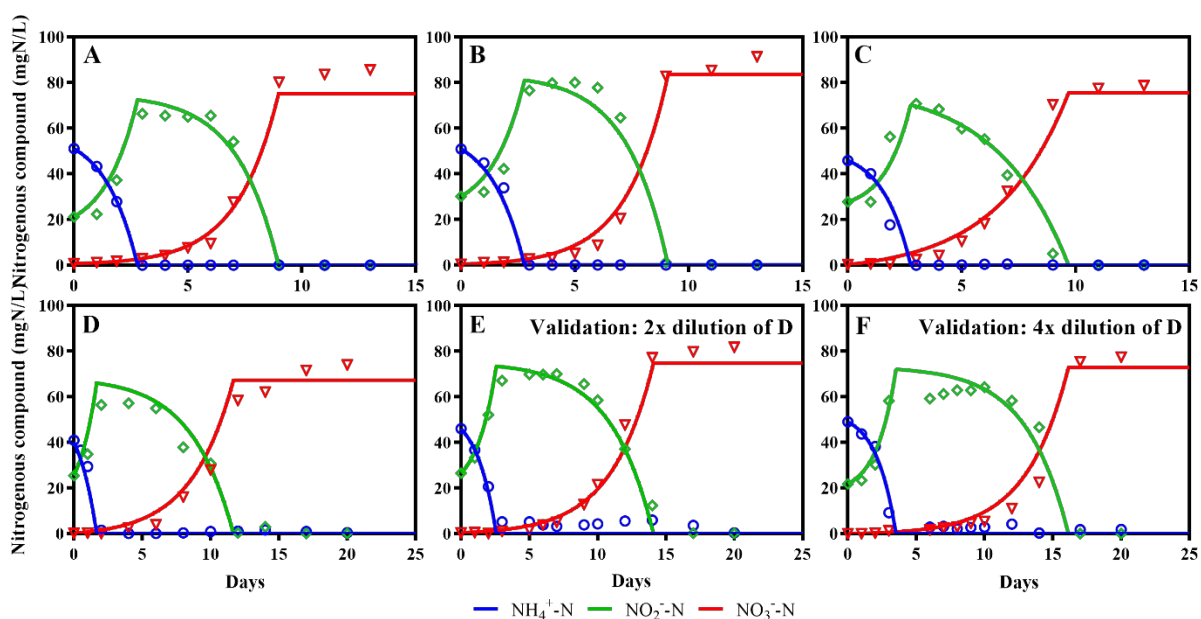 Nitrogenous compound (mgN/L)
A
100
80
60
40
20
0
0 5 10 15
B
100
80
60
40
20
0
0 5 10 15
C
100
80
60
40
20
0
0 5 10 15
Nitrogenous compound (mgN/L)
D
100
80
60
40
20
0
0 5 10 15 20 25
Days
E Validation: 2x dilution of D
100
80
60
40
20
0
0 5 10 15 20 25
Days
F Validation: 4x dilution of D
100
80
60
40
20
0
0 5 10 15 20 25
Days
NH₄⁺-N NO₂⁻-N NO₃⁻-N